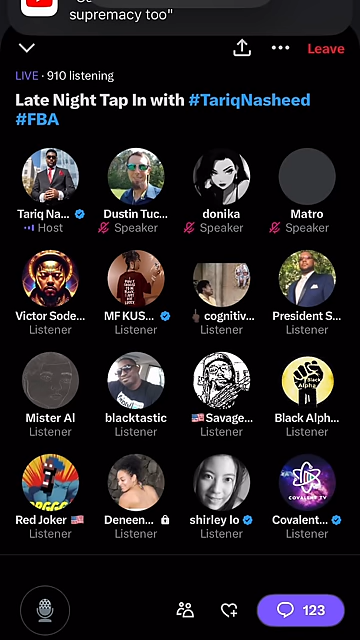 supremacy too"
Leave
LIVE · 910 listening
Late Night Tap In with #TariqNasheed
#FBA
Tariq Na... Dustin Tuc... donika Matro
Host Speaker Speaker Speaker
Victor Sode... MF KUS... cognitiv... President S...
Listener Listener Listener Listener
Mister Al blacktastic 🇺🇸Savage... Black Alph...
Listener Listener Listener Listener
Red Joker 🇺🇸 Deneen... shirley lo Covalent...
Listener Listener Listener Listener
123